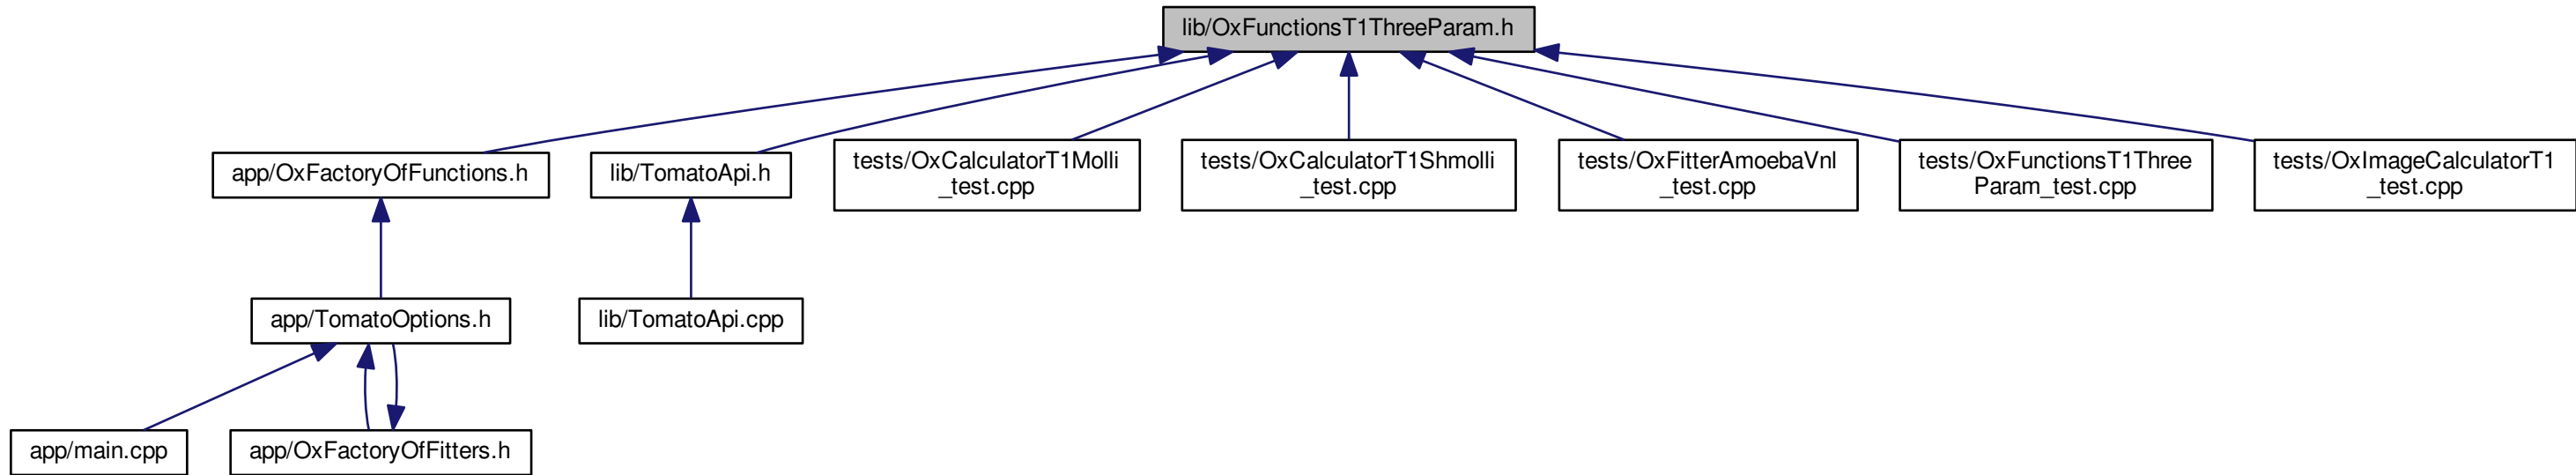 lib/OxFunctionsT1ThreeParam.h
app/OxFactoryOfFunctions.h
lib/TomatoApi.h
tests/OxCalculatorT1Molli
_test.cpp
tests/OxCalculatorT1Shmolli
_test.cpp
tests/OxFitterAmoebaVnl
_test.cpp
tests/OxFunctionsT1Three
Param_test.cpp
tests/OxImageCalculatorT1
_test.cpp
app/TomatoOptions.h
lib/TomatoApi.cpp
app/main.cpp
app/OxFactoryOfFitters.h